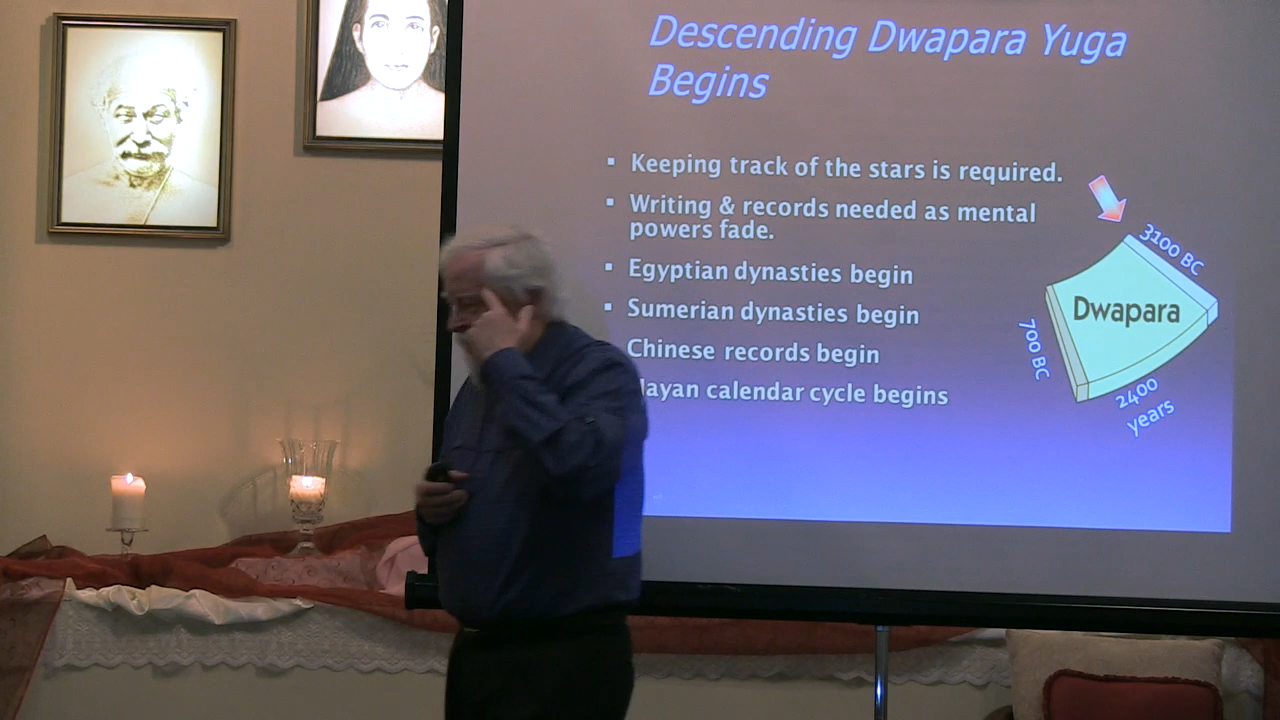 Descending Dwapara Yuga
Begins
▪ Keeping track of the stars is required.
▪ Writing & records needed as mental
powers fade.
▪ Egyptian dynasties begin
▪ Sumerian dynasties begin
Chinese records begin
ayan calendar cycle begins
3100 BC
Dwapara
700 BC
2400
years